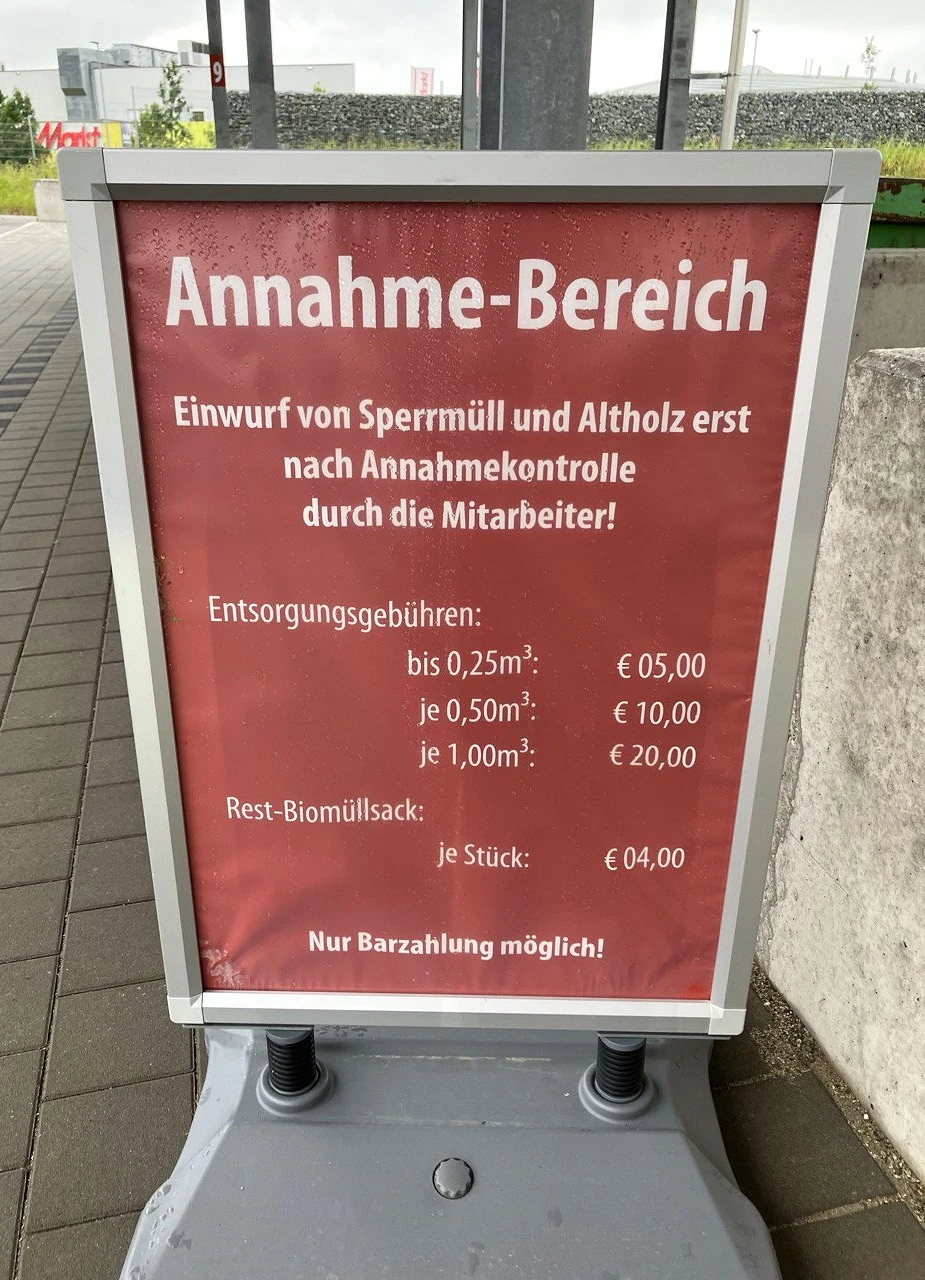 9
Markt
Annahme-Bereich
Einwurf von Sperrmüll und Altholz erst
nach Annahmekontrolle
durch die Mitarbeiter!
Entsorgungsgebühren:
bis 0,25m³: € 05,00
je 0,50m³: € 10,00
je 1,00m³: € 20,00
Rest-Biomüllsack:
je Stück: € 04,00
Nur Barzahlung möglich!